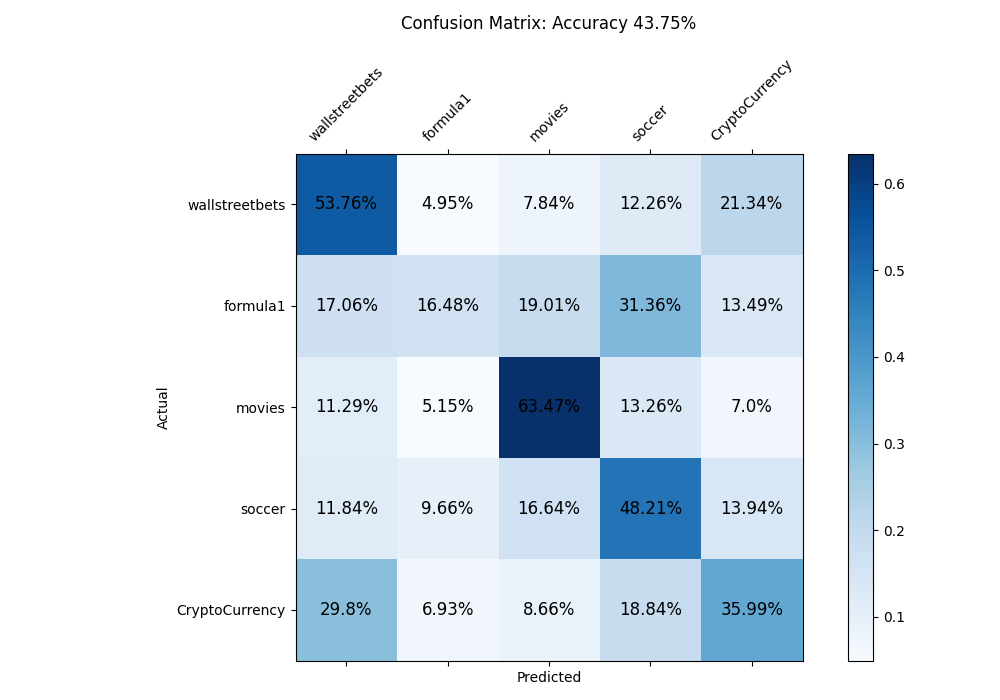 Confusion Matrix: Accuracy 43.75%
wallstreetbets formula1 movies soccer CryptoCurrency
wallstreetbets 53.76% 4.95% 7.84% 12.26% 21.34%
formula1 17.06% 16.48% 19.01% 31.36% 13.49%
movies 11.29% 5.15% 63.47% 13.26% 7.0%
soccer 11.84% 9.66% 16.64% 48.21% 13.94%
CryptoCurrency 29.8% 6.93% 8.66% 18.84% 35.99%
Actual
Predicted
0.6
0.5
0.4
0.3
0.2
0.1